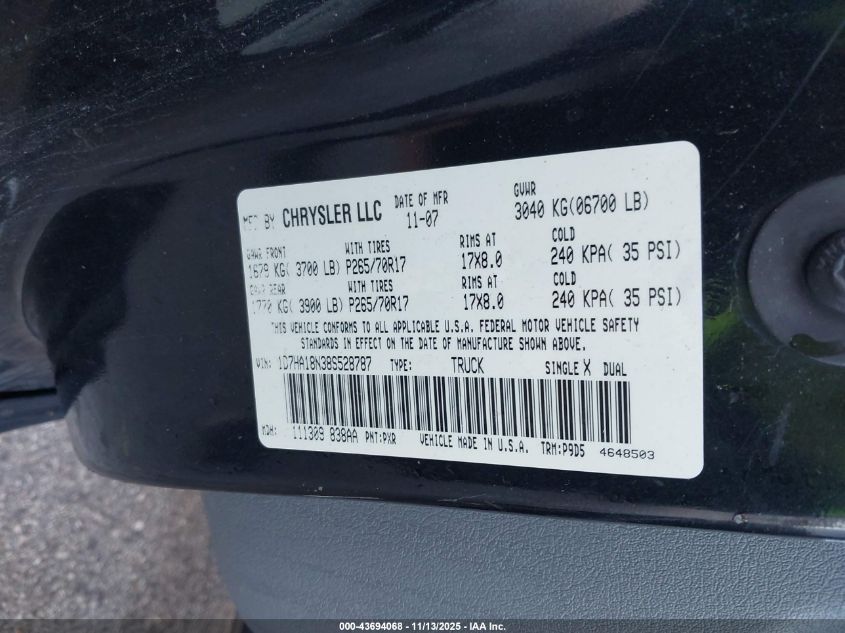 MFD BY CHRYSLER LLC DATE OF MFR 11-07 GVWR 3040 KG(06700 LB)
GAWR FRONT WITH TIRES RIMS AT COLD
1679 KG( 3700 LB) P265/70R17 17X8.0 240 KPA( 35 PSI)
GAWR REAR WITH TIRES RIMS AT COLD
1770 KG( 3900 LB) P265/70R17 17X8.0 240 KPA( 35 PSI)
THIS VEHICLE CONFORMS TO ALL APPLICABLE U.S.A. FEDERAL MOTOR VEHICLE SAFETY
STANDARDS IN EFFECT ON THE DATE OF MANUFACTURE SHOWN ABOVE.
VIN: 1D7HA18N38S528787 TYPE: TRUCK SINGLE X DUAL
MDH: 111309 838AA PNT:PXR VEHICLE MADE IN U.S.A. TRM:P9D5 4648503
000-43694068 - 11/13/2025 - IAA Inc.